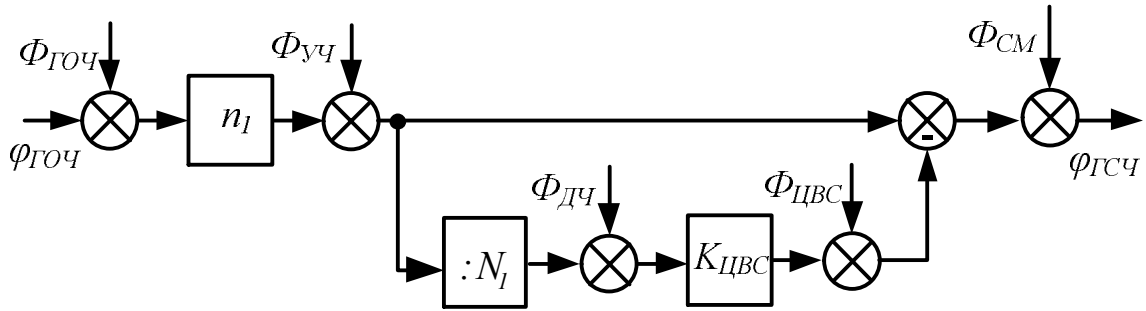 Φ_ГОЧ
φ_ГОЧ
n_1
Φ_УЧ
Φ_СМ
-
φ_ГСЧ
Φ_ДЧ
Φ_ЦВС
:N_1
K_ЦВС